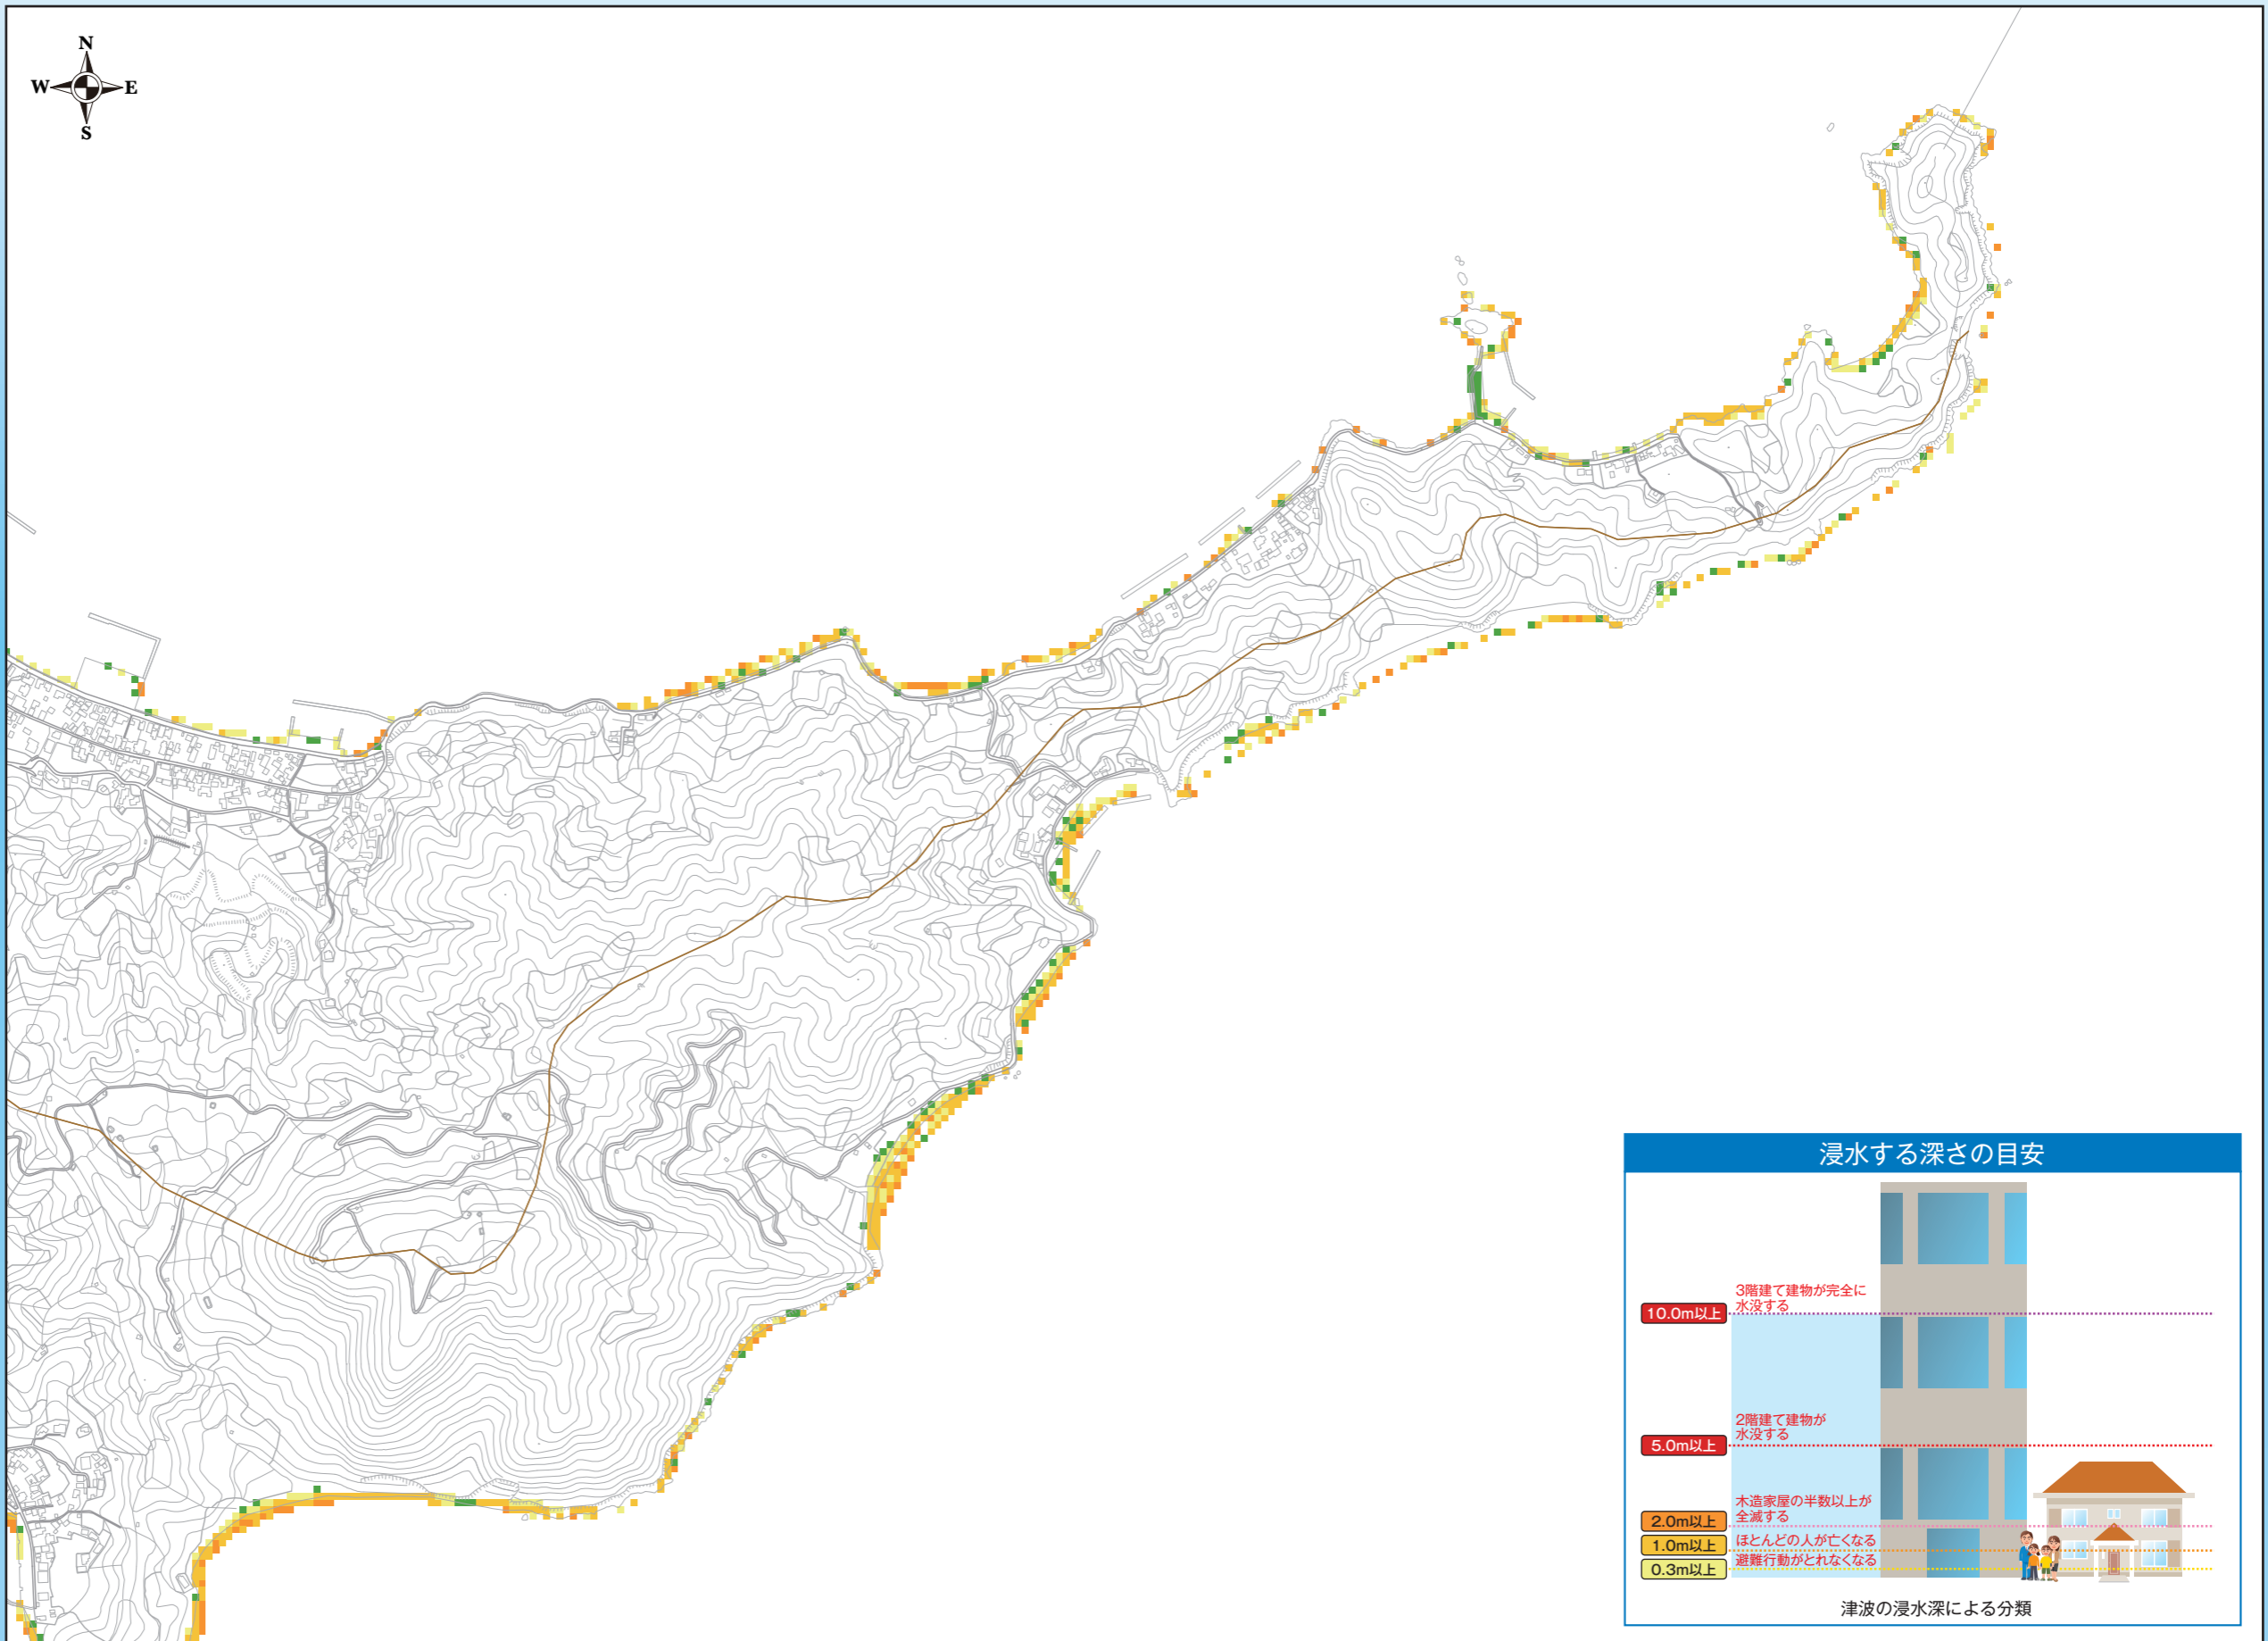 N
W E
S
浸水する深さの目安
3階建て建物が完全に
水没する
10.0m以上
2階建て建物が
水没する
5.0m以上
木造家屋の半数以上が
全滅する
2.0m以上
ほとんどの人が亡くなる
1.0m以上
避難行動がとれなくなる
0.3m以上
津波の浸水深による分類